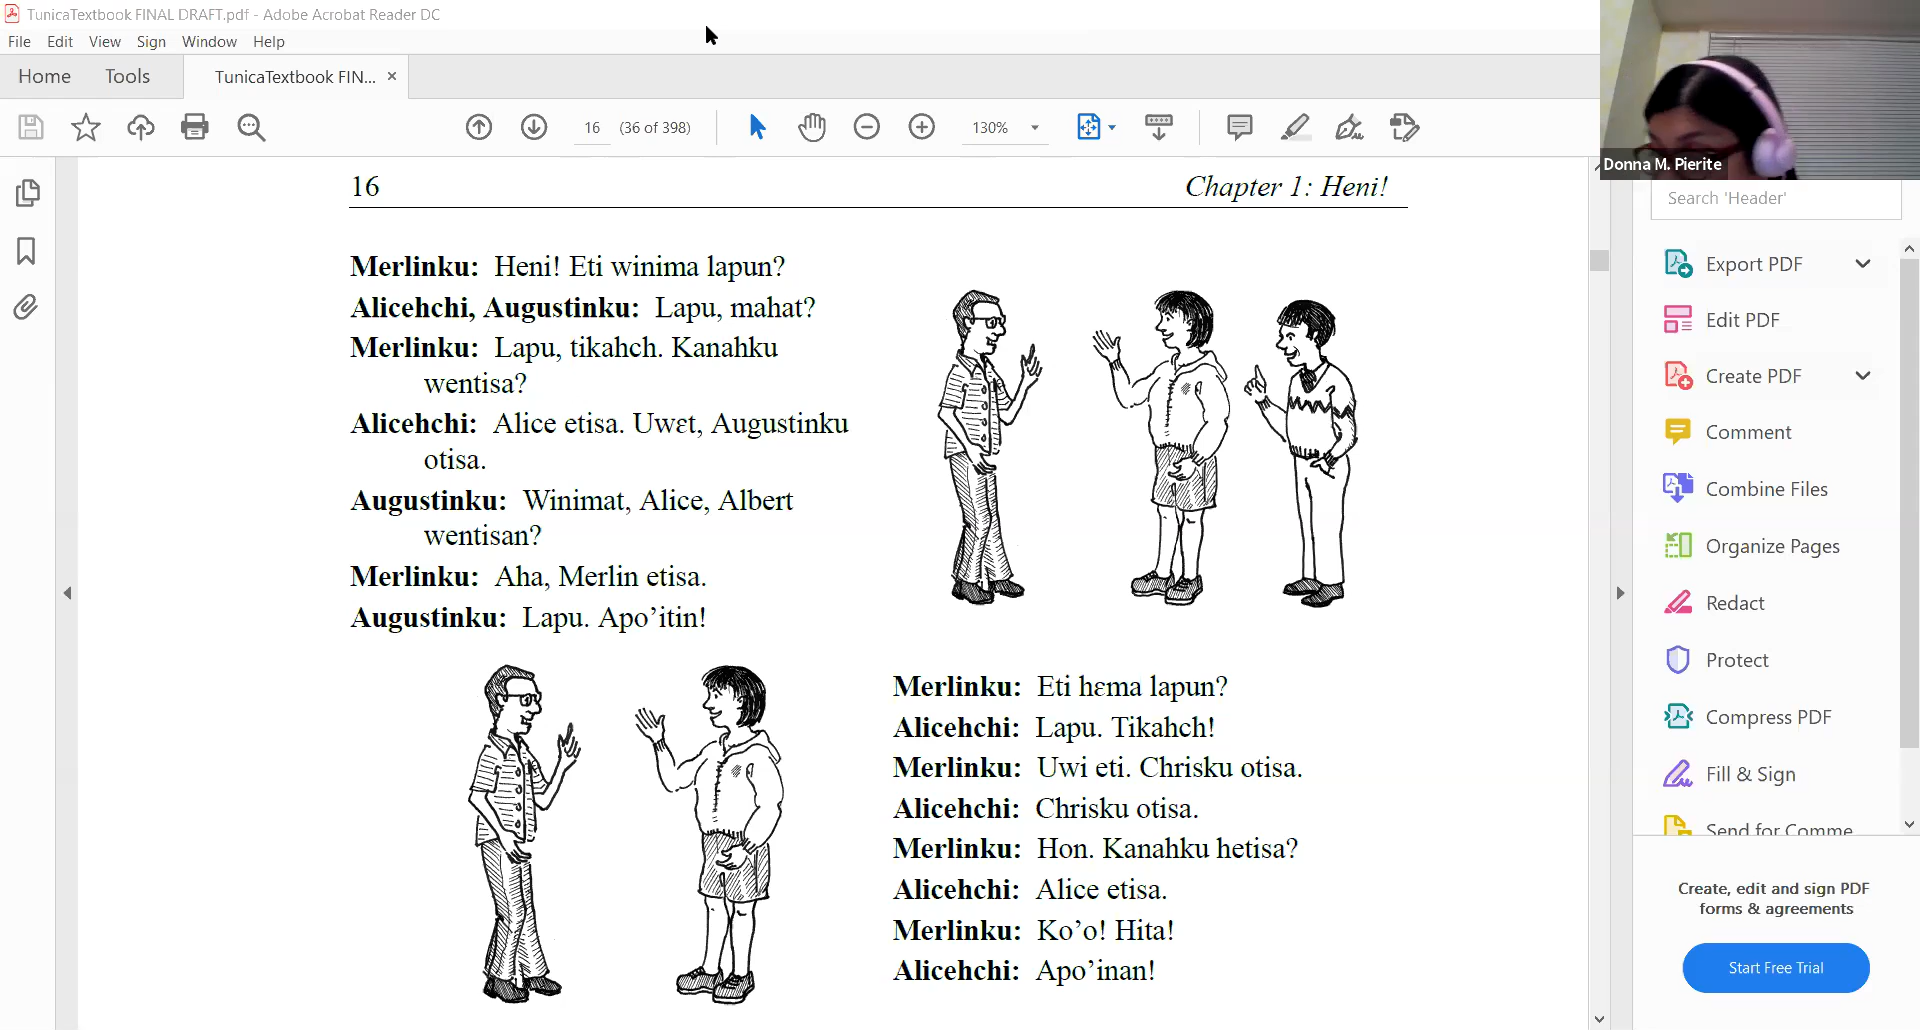 TunicaTextbook FINAL DRAFT.pdf - Adobe Acrobat Reader DC
File Edit View Sign Window Help
Home Tools TunicaTextbook FIN... ×
16 (36 of 398) 130%
Donna M. Pierite
16 Chapter 1: Heni!
Merlinku: Heni! Eti winima lapun?
Alicehchi, Augustinku: Lapu, mahat?
Merlinku: Lapu, tikahch. Kanahku
wentisa?
Alicehchi: Alice etisa. Uwɛt, Augustinku
otisa.
Augustinku: Winimat, Alice, Albert
wentisan?
Merlinku: Aha, Merlin etisa.
Augustinku: Lapu. Apo’itin!
Merlinku: Eti hɛma lapun?
Alicehchi: Lapu. Tikahch!
Merlinku: Uwi eti. Chrisku otisa.
Alicehchi: Chrisku otisa.
Merlinku: Hon. Kanahku hetisa?
Alicehchi: Alice etisa.
Merlinku: Ko’o! Hita!
Alicehchi: Apo’inan!
Search 'Header'
Export PDF
Edit PDF
Create PDF
Comment
Combine Files
Organize Pages
Redact
Protect
Compress PDF
Fill & Sign
Send for Comme
Create, edit and sign PDF
forms & agreements
Start Free Trial